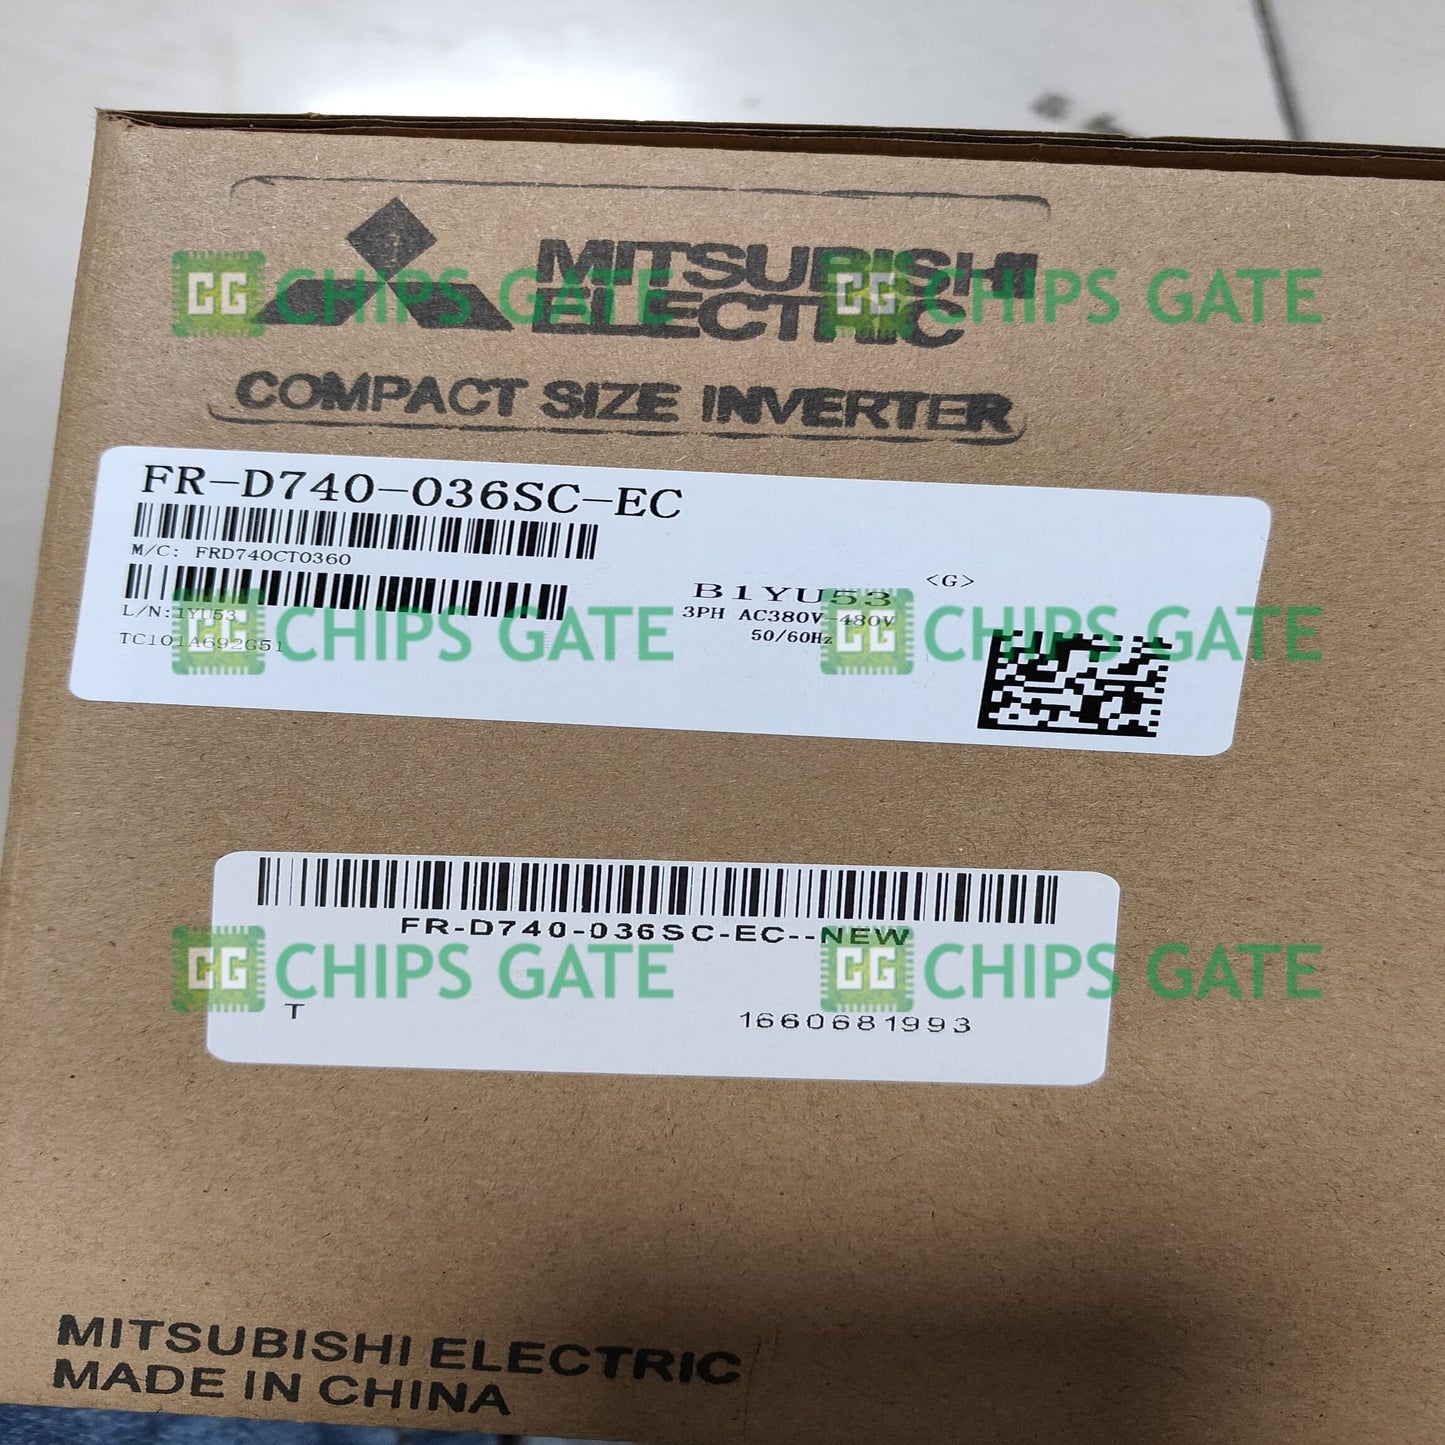 MITSUBISHI
ELECTRIC
COMPACT SIZE INVERTER
FR-D740-036SC-EC
M/C: FRD740CT0360
L/N:1YU53
TC101A692G51
<G>
B1YU53
3PH AC380V-480V
50/60Hz
FR-D740-036SC-EC--NEW
T
1660681993
MITSUBISHI ELECTRIC
MADE IN CHINA
CG CHIPS GATE
CG CHIPS GATE
CG CHIPS GATE
CG CHIPS GATE
CG CHIPS GATE
CG CHIPS GATE